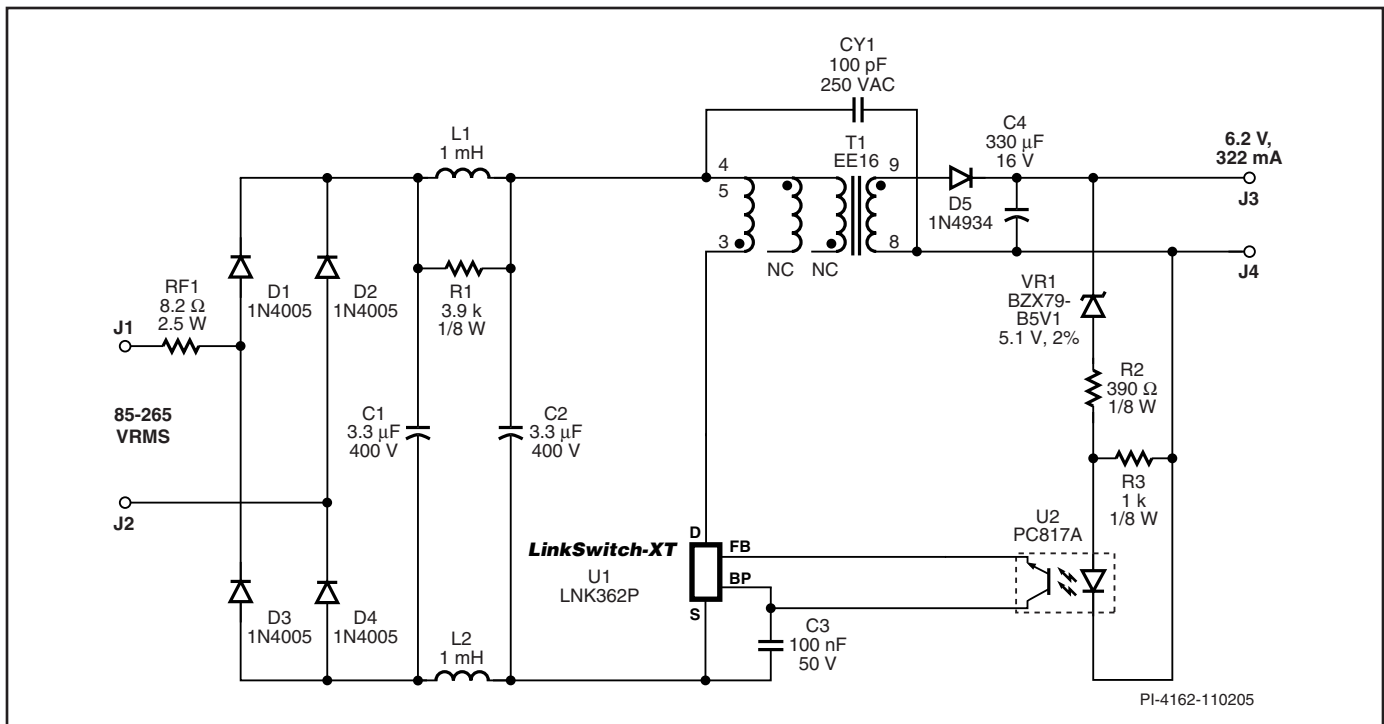 CY1
100 pF
250 VAC
L1
1 mH
T1
EE16
C4
330 µF
16 V
6.2 V,
322 mA
4
5
3
9
8
NC
NC
D5
1N4934
J3
J4
RF1
8.2 Ω
2.5 W
D1
1N4005
D2
1N4005
R1
3.9 k
1/8 W
VR1
BZX79-
B5V1
5.1 V, 2%
J1
85-265
VRMS
J2
C1
3.3 µF
400 V
C2
3.3 µF
400 V
R2
390 Ω
1/8 W
R3
1 k
1/8 W
U2
PC817A
LinkSwitch-XT
U1
LNK362P
D
FB
BP
S
D3
1N4005
D4
1N4005
L2
1 mH
C3
100 nF
50 V
PI-4162-110205